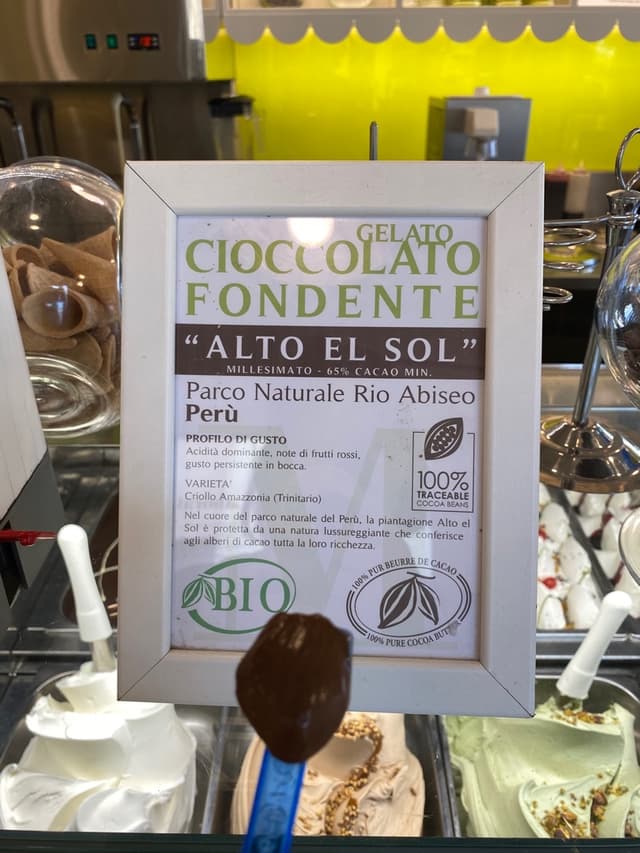 GELATO
CIOCCOLATO
FONDENTE
"ALTO EL SOL"
MILLESIMATO - 65% CACAO MIN.
Parco Naturale Rio Abiseo
Perù
PROFILO DI GUSTO
Acidità dominante, note di frutti rossi,
gusto persistente in bocca.
VARIETA'
Criollo Amazzonia (Trinitario)
100%
TRACEABLE
COCOA BEANS
Nel cuore del parco naturale del Perù, la piantagione Alto el
Sol è protetta da una natura lussureggiante che conferisce
agli alberi di cacao tutta la loro ricchezza.
BIO
100% PUR BEURRE DE CACAO
100% PURE COCOA